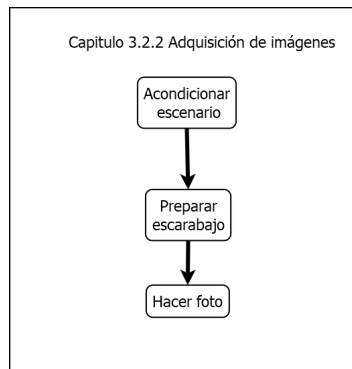 Capitulo 3.2.2 Adquisición de imágenes
Acondicionar
escenario
Preparar
escarabajo
Hacer foto